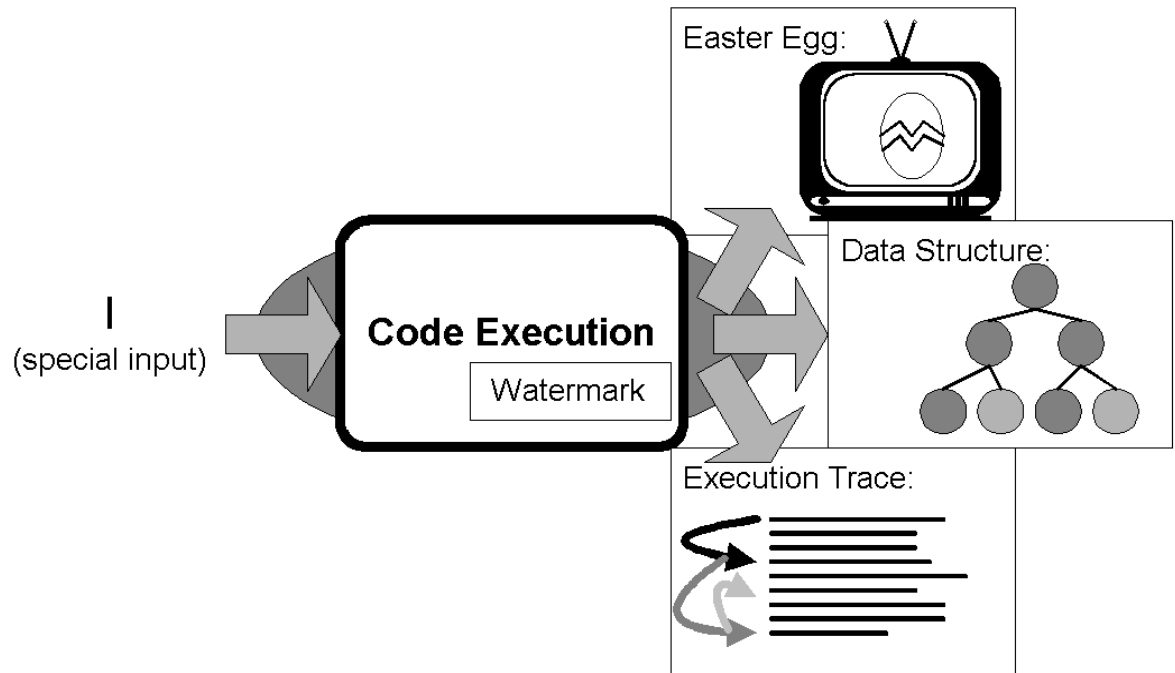 Easter Egg:
Data Structure:
I
(special input)
Code Execution
Watermark
Execution Trace: